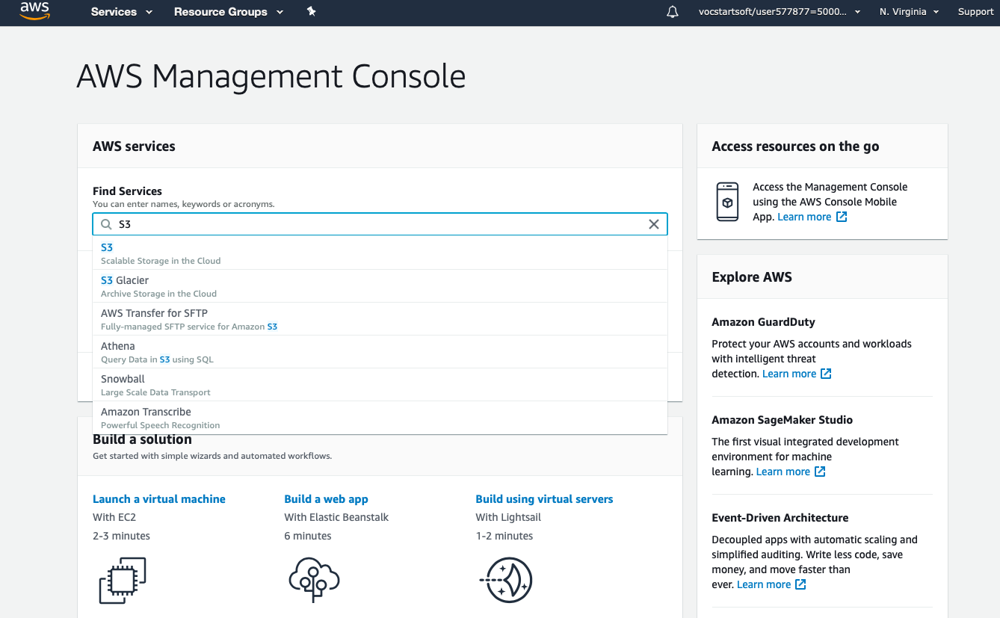 aws
Services
Resource Groups
vocstartsoft/user577877=5000...
N. Virginia
Support
AWS Management Console
AWS services
Find Services
You can enter names, keywords or acronyms.
S3
S3
Scalable Storage in the Cloud
S3 Glacier
Archive Storage in the Cloud
AWS Transfer for SFTP
Fully-managed SFTP service for Amazon S3
Athena
Query Data in S3 using SQL
Snowball
Large Scale Data Transport
Amazon Transcribe
Powerful Speech Recognition
Build a solution
Get started with simple wizards and automated workflows.
Launch a virtual machine
With EC2
2-3 minutes
Build a web app
With Elastic Beanstalk
6 minutes
Build using virtual servers
With Lightsail
1-2 minutes
Access resources on the go
Access the Management Console
using the AWS Console Mobile
App. Learn more
Explore AWS
Amazon GuardDuty
Protect your AWS accounts and workloads
with intelligent threat
detection. Learn more
Amazon SageMaker Studio
The first visual integrated development
environment for machine
learning. Learn more
Event-Driven Architecture
Decoupled apps with automatic scaling and
simplified auditing. Write less code, save
money, and move faster than
ever. Learn more